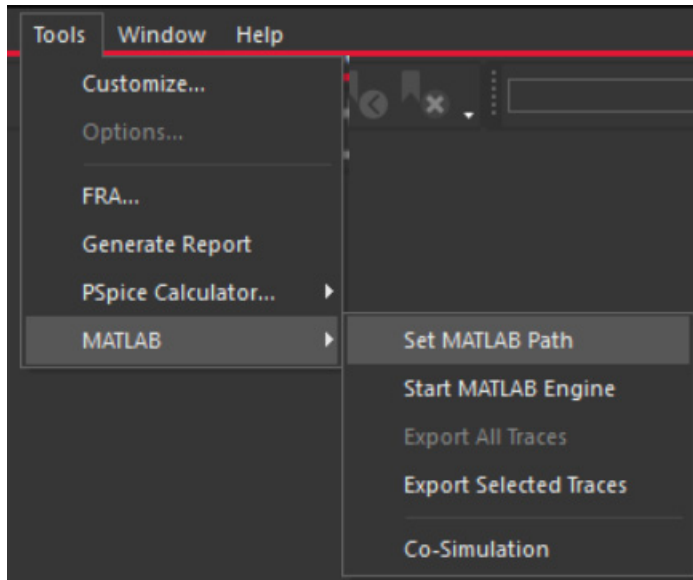 Tools Window Help
Customize...
Options...
FRA...
Generate Report
PSpice Calculator...
MATLAB
Set MATLAB Path
Start MATLAB Engine
Export All Traces
Export Selected Traces
Co-Simulation